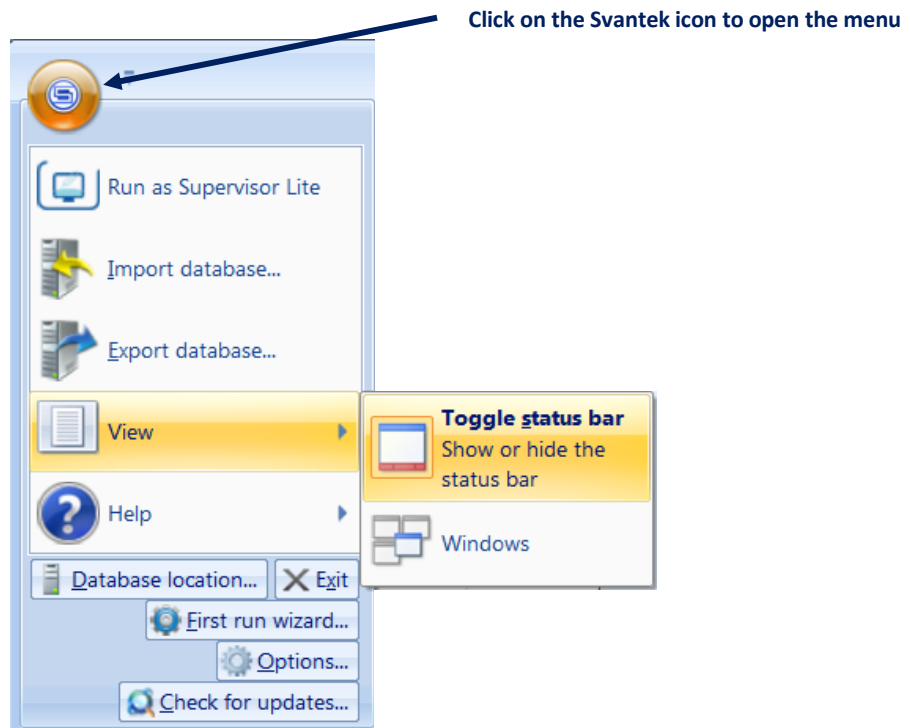 Click on the Svantek icon to open the menu
Run as Supervisor Lite
Import database...
Export database...
View
Toggle status bar
Show or hide the
status bar
Help
Windows
Database location...
Exit
First run wizard...
Options...
Check for updates...